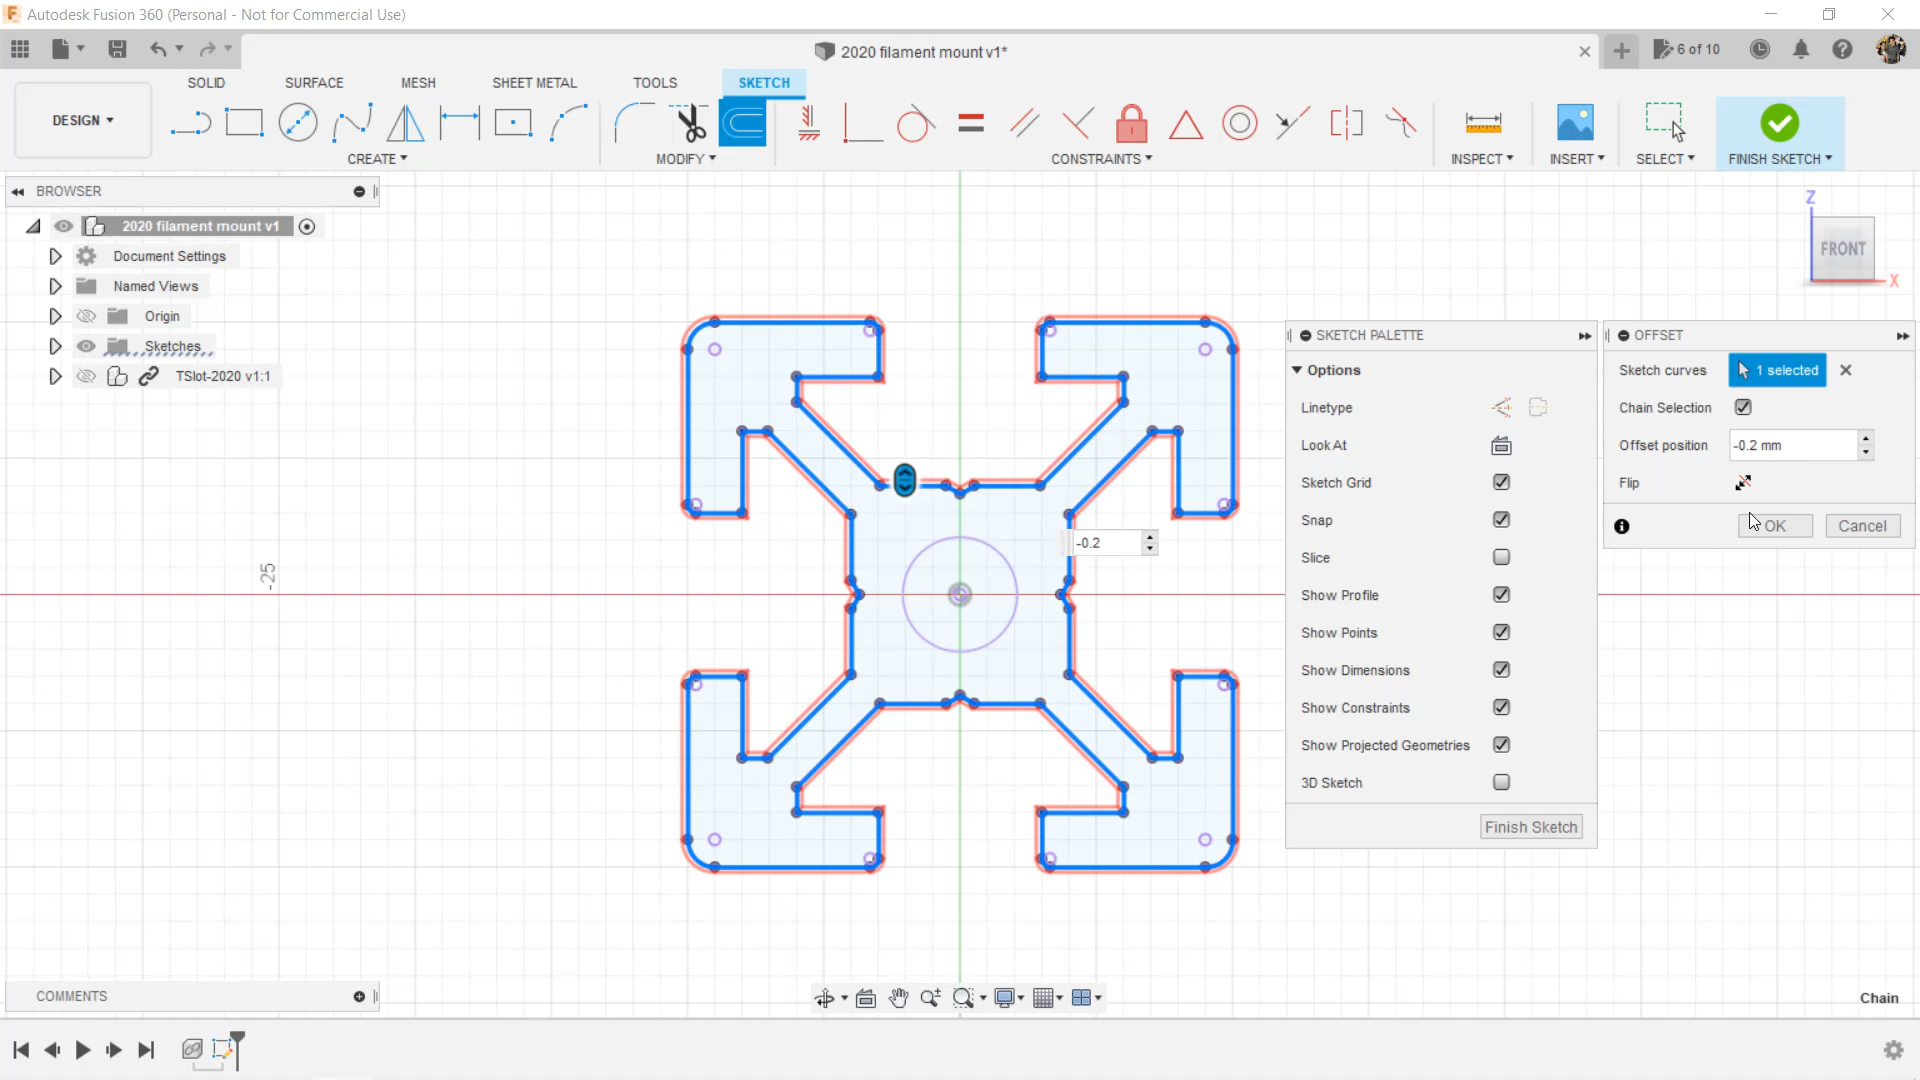 Autodesk Fusion 360 (Personal - Not for Commercial Use)
2020 filament mount v1*
6 of 10
SOLID SURFACE MESH SHEET METAL TOOLS SKETCH
DESIGN
CREATE MODIFY CONSTRAINTS INSPECT INSERT SELECT FINISH SKETCH
BROWSER
2020 filament mount v1
Document Settings
Named Views
Origin
Sketches
TSlot-2020 v1:1
Z
FRONT
X
-25
-0.2
SKETCH PALETTE
Options
Linetype
Look At
Sketch Grid
Snap
Slice
Show Profile
Show Points
Show Dimensions
Show Constraints
Show Projected Geometries
3D Sketch
Finish Sketch
OFFSET
Sketch curves 1 selected
Chain Selection
Offset position -0.2 mm
Flip
OK Cancel
COMMENTS
Chain